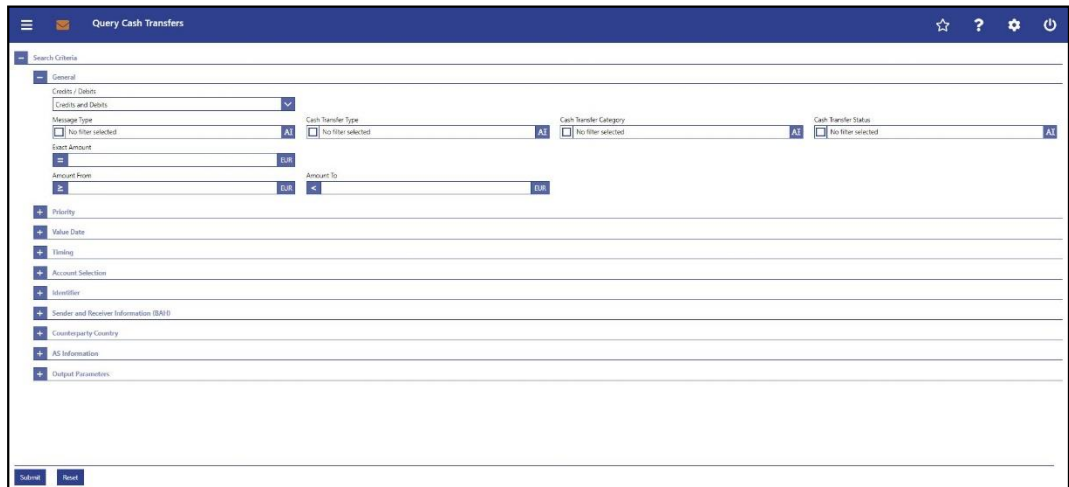 Query Cash Transfers
?
Search Criteria
General
Credits / Debits
Credits and Debits
Message Type Cash Transfer Type Cash Transfer Category Cash Transfer Status
No filter selected AI No filter selected AI No filter selected AI No filter selected AI
Exact Amount
= EUR
Amount From Amount To
≥ EUR < EUR
+ Priority
+ Value Date
+ Timing
+ Account Selection
+ Identifier
+ Sender and Receiver Information (BAH)
+ Counterparty Country
+ AS Information
+ Output Parameters
Submit Reset